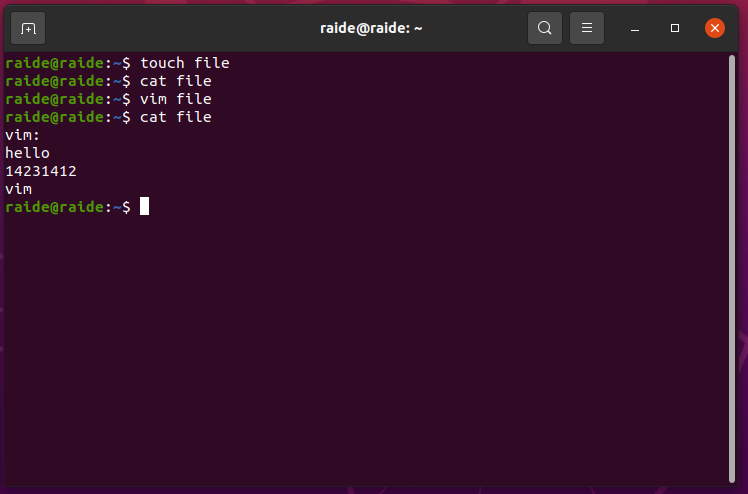 raide@raide: ~
raide@raide:~$ touch file
raide@raide:~$ cat file
raide@raide:~$ vim file
raide@raide:~$ cat file
vim:
hello
14231412
vim
raide@raide:~$